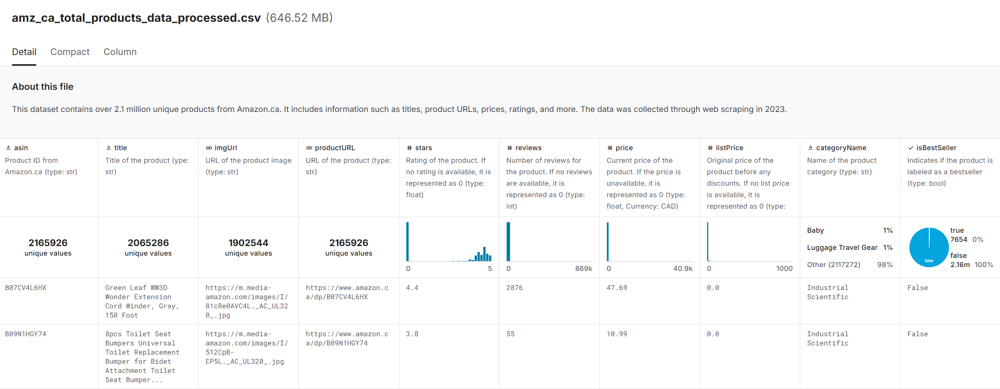 amz_ca_total_products_data_processed.csv (646.52 MB)
Detail Compact Column
About this file
This dataset contains over 2.1 million unique products from Amazon.ca. It includes information such as titles, product URLs, prices, ratings, and more. The data was collected through web scraping in 2023.
asin
Product ID from
Amazon.ca (type: str)
title
Title of the product (ype:
str)
imgUrl
URL of the product image
(type: str)
productURL
URL of the product (type:
str)
# stars
Rating of the product. If
no rating is available, it is
represented as 0 (type:
float)
# reviews
Number of reviews for
the product. If no reviews
are available, it is
represented as 0 (type:
int)
# price
Current price of the
product. If the price is
unavailable, it is
represented as 0 (type:
float, Currency: CAD)
# listPrice
Original price of the
product before any
discounts. If no list price
is available, it is
represented as 0 (type:
A categoryName
Name of the product
category (type: str)
isBestSeller
Indicates if the product is
labeled as a bestseller
(type: bool)
2165926
unique values
2065286
unique values
1902544
unique values
2165926
unique values
0 5
0 869k
0 40.9k
0 1000
Baby 1%
Luggage Travel Gear 1%
Other (2117272) 98%
false
true
7654 0%
false
2.16m 100%
B07CV4L6HX
Green Leaf WW3D
Wonder Extension
Cord Winder, Gray,
150 Foot
https://m.media-
amazon.com/images/I/
81cRe0AVC4L._AC_UL32
0_.jpg
https://www.amazon.c
a/dp/B07CV4L6HX
4.4
2876
47.69
0.0
Industrial
Scientific
False
B09N1HGY74
8pcs Toilet Seat
Bumpers Universal
Toilet Replacement
Bumper for Bidet
Attachment Toilet
Seat Bumper...
https://m.media-
amazon.com/images/I/
512CpB-
EP5L._AC_UL320_.jpg
https://www.amazon.c
a/dp/B09N1HGY74
3.8
55
10.99
0.0
Industrial
Scientific
False